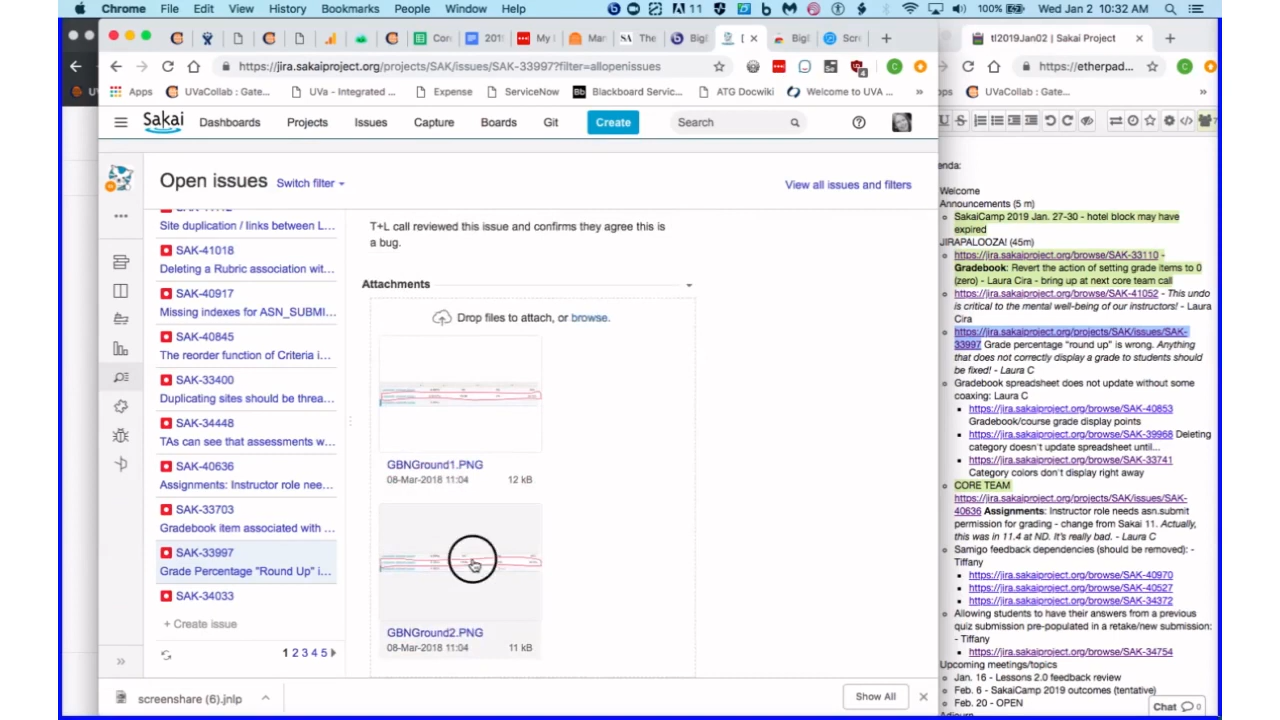 Chrome File Edit View History Bookmarks People Window Help 11 100% Wed Jan 2 10:32 AM
Con 2019 My Mar SA The Bigl [ Bigl Scr
tl2019Jan02 | Sakai Project
https://jira.sakaiproject.org/projects/SAK/issues/SAK-33997?filter=allopenissues
https://etherpad...
Apps UVaCollab : Gate... UVa - Integrated ... Expense ServiceNow Bb Blackboard Servic... ATG Docwiki Welcome to UVA ... »
UVaCollab : Gate... »
Sakai Dashboards Projects Issues Capture Boards Git Create Search
Open issues Switch filter
View all issues and filters
Site duplication / links between L...
SAK-41018
Deleting a Rubric association wit...
SAK-40917
Missing indexes for ASN_SUBMI...
SAK-40845
The reorder function of Criteria i...
SAK-33400
Duplicating sites should be threa...
SAK-34448
TAs can see that assessments w...
SAK-40636
Assignments: Instructor role nee...
SAK-33703
Gradebook item associated with ...
SAK-33997
Grade Percentage "Round Up" i...
SAK-34033
+ Create issue
1 2 3 4 5
T+L call reviewed this issue and confirms they agree this is
a bug.
Attachments
Drop files to attach, or browse.
GBNGround1.PNG
08-Mar-2018 11:04 12 kB
GBNGround2.PNG
08-Mar-2018 11:04 11 kB
enda:
Welcome
Announcements (5 m)
SakaiCamp 2019 Jan. 27-30 - hotel block may have
expired
JIRAPALOOZA! (45m)
https://jira.sakaiproject.org/browse/SAK-33110 -
Gradebook: Revert the action of setting grade items to 0
(zero) - Laura Cira - bring up at next core team call
https://jira.sakaiproject.org/browse/SAK-41052 - This undo
is critical to the mental well-being of our instructors! - Laura
Cira
https://jira.sakaiproject.org/projects/SAK/issues/SAK-
33997 Grade percentage "round up" is wrong. Anything
that does not correctly display a grade to students should
be fixed! - Laura C
Gradebook spreadsheet does not update without some
coaxing: Laura C
https://jira.sakaiproject.org/browse/SAK-40853
Gradebook/course grade display points
https://jira.sakaiproject.org/browse/SAK-39968 Deleting
category doesn't update spreadsheet until...
https://jira.sakaiproject.org/browse/SAK-33741
Category colors don't display right away
CORE TEAM
https://jira.sakaiproject.org/projects/SAK/issues/SAK-
40636 Assignments: Instructor role needs asn.submit
permission for grading - change from Sakai 11. Actually,
this was in 11.4 at ND. It's really bad. - Laura C
Samigo feedback dependencies (should be removed): -
Tiffany
https://jira.sakaiproject.org/browse/SAK-40970
https://jira.sakaiproject.org/browse/SAK-40527
https://jira.sakaiproject.org/browse/SAK-34372
Allowing students to have their answers from a previous
quiz submission pre-populated in a retake/new submission:
- Tiffany
https://jira.sakaiproject.org/browse/SAK-34754
Upcoming meetings/topics
Jan. 16 - Lessons 2.0 feedback review
Feb. 6 - SakaiCamp 2019 outcomes (tentative)
Feb. 20 - OPEN
Chat 0
screenshare (6).jnlp
Show All